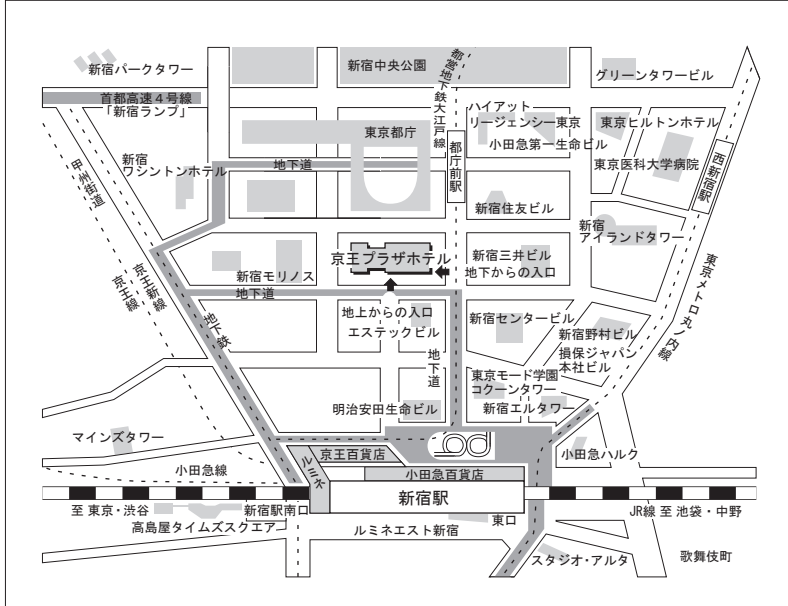 新宿パークタワー
新宿中央公園
グリーンタワービル
首都高速4号線
「新宿ランプ」
都営地下鉄大江戸線
ハイアット
リージェンシー東京
小田急第一生命ビル
東京ヒルトンホテル
東京都庁
都庁前駅
東京医科大学病院
西新宿駅
新宿
ワシントンホテル
地下道
甲州街道
新宿住友ビル
新宿
アイランドタワー
京王プラザホテル
新宿三井ビル
地下からの入口
東京メトロ丸ノ内線
京王新線
京王線
新宿モリノス
地下道
地下鉄
地上からの入口
エステックビル
地下道
新宿センタービル
新宿野村ビル
損保ジャパン
本社ビル
東京モード学園
コクーンタワー
新宿エルタワー
明治安田生命ビル
マインズタワー
京王百貨店
小田急百貨店
小田急ハルク
ルミネ
小田急線
新宿駅
至 東京・渋谷
新宿駅南口
高島屋タイムズスクエア
ルミネエスト新宿
東口
JR線 至 池袋・中野
スタジオ・アルタ
歌舞伎町